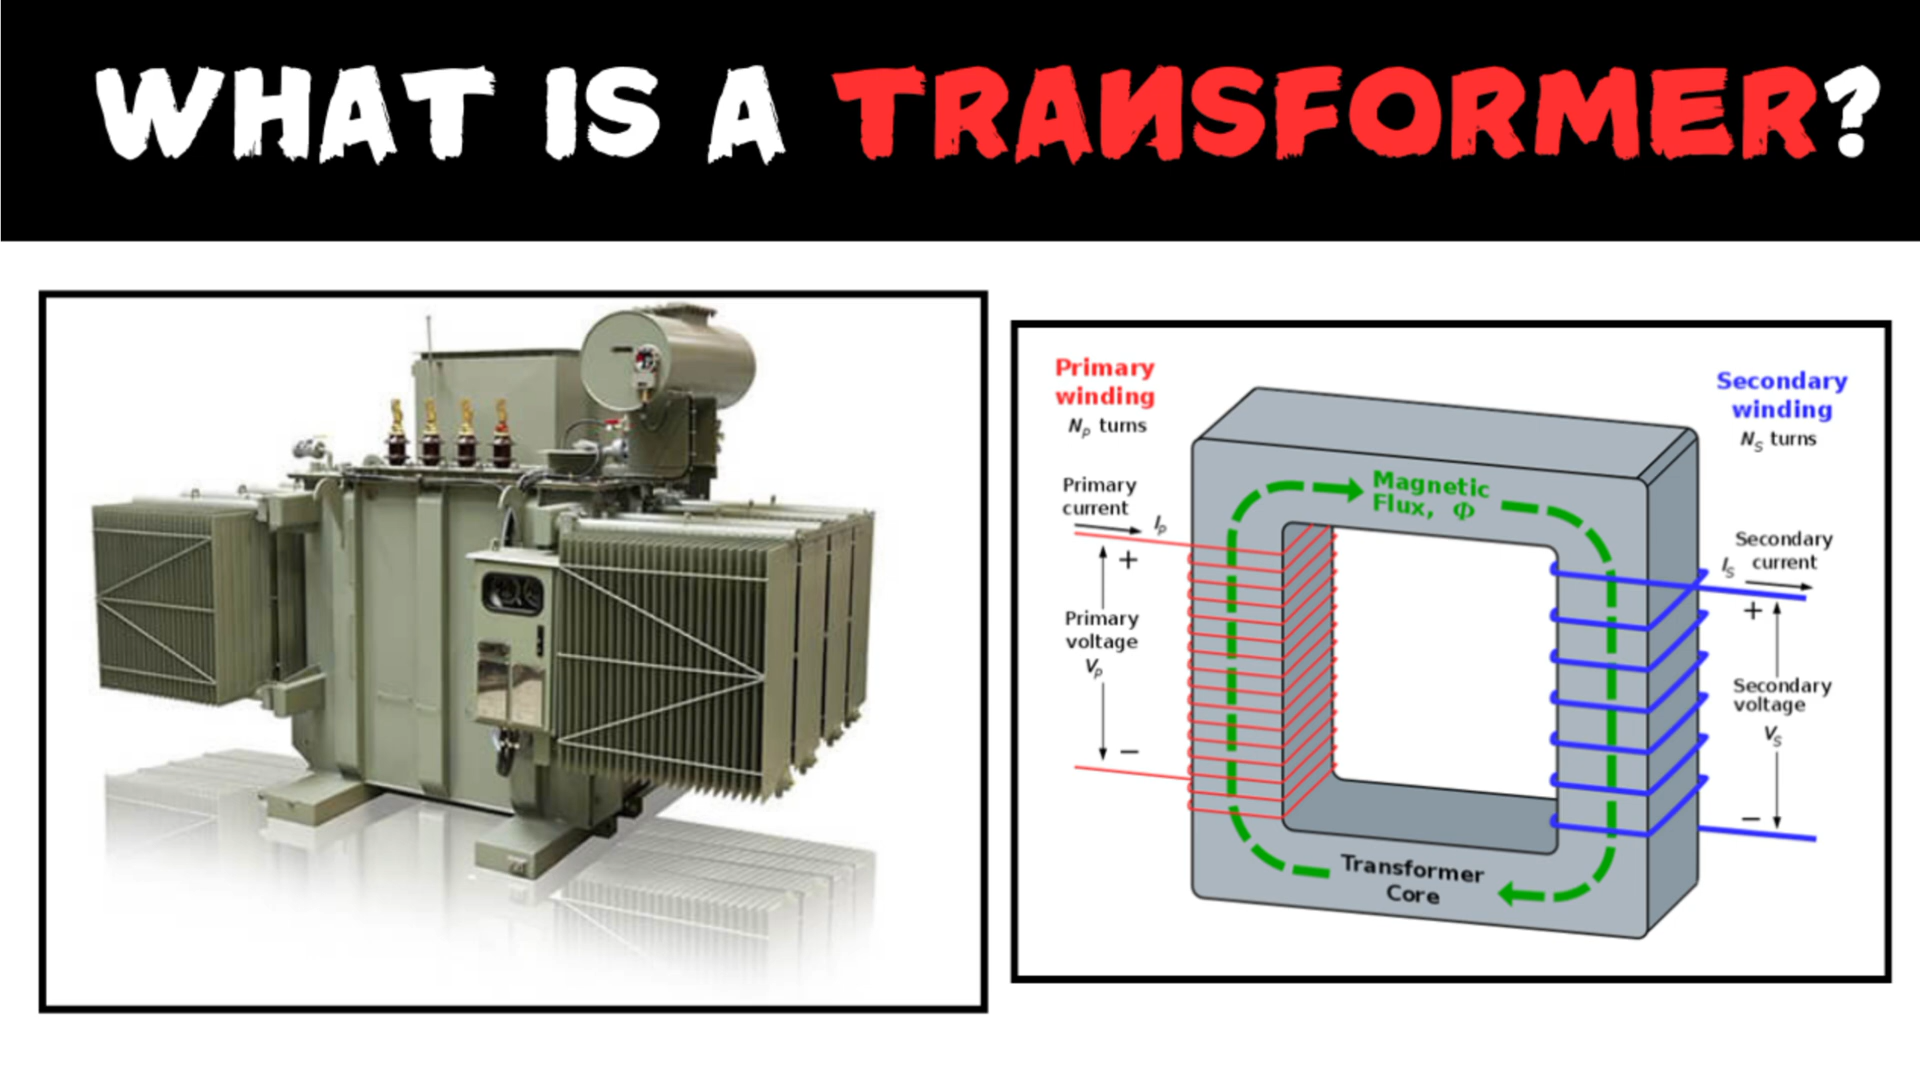 WHAT IS A TRANSFORMER?
Primary
winding
Nₚ turns
Primary
current
Iₚ
+
Primary
voltage
Vₚ
−
Magnetic
Flux, Φ
Transformer
Core
Secondary
winding
Nₛ turns
Secondary
current
Iₛ
+
Secondary
voltage
Vₛ
−